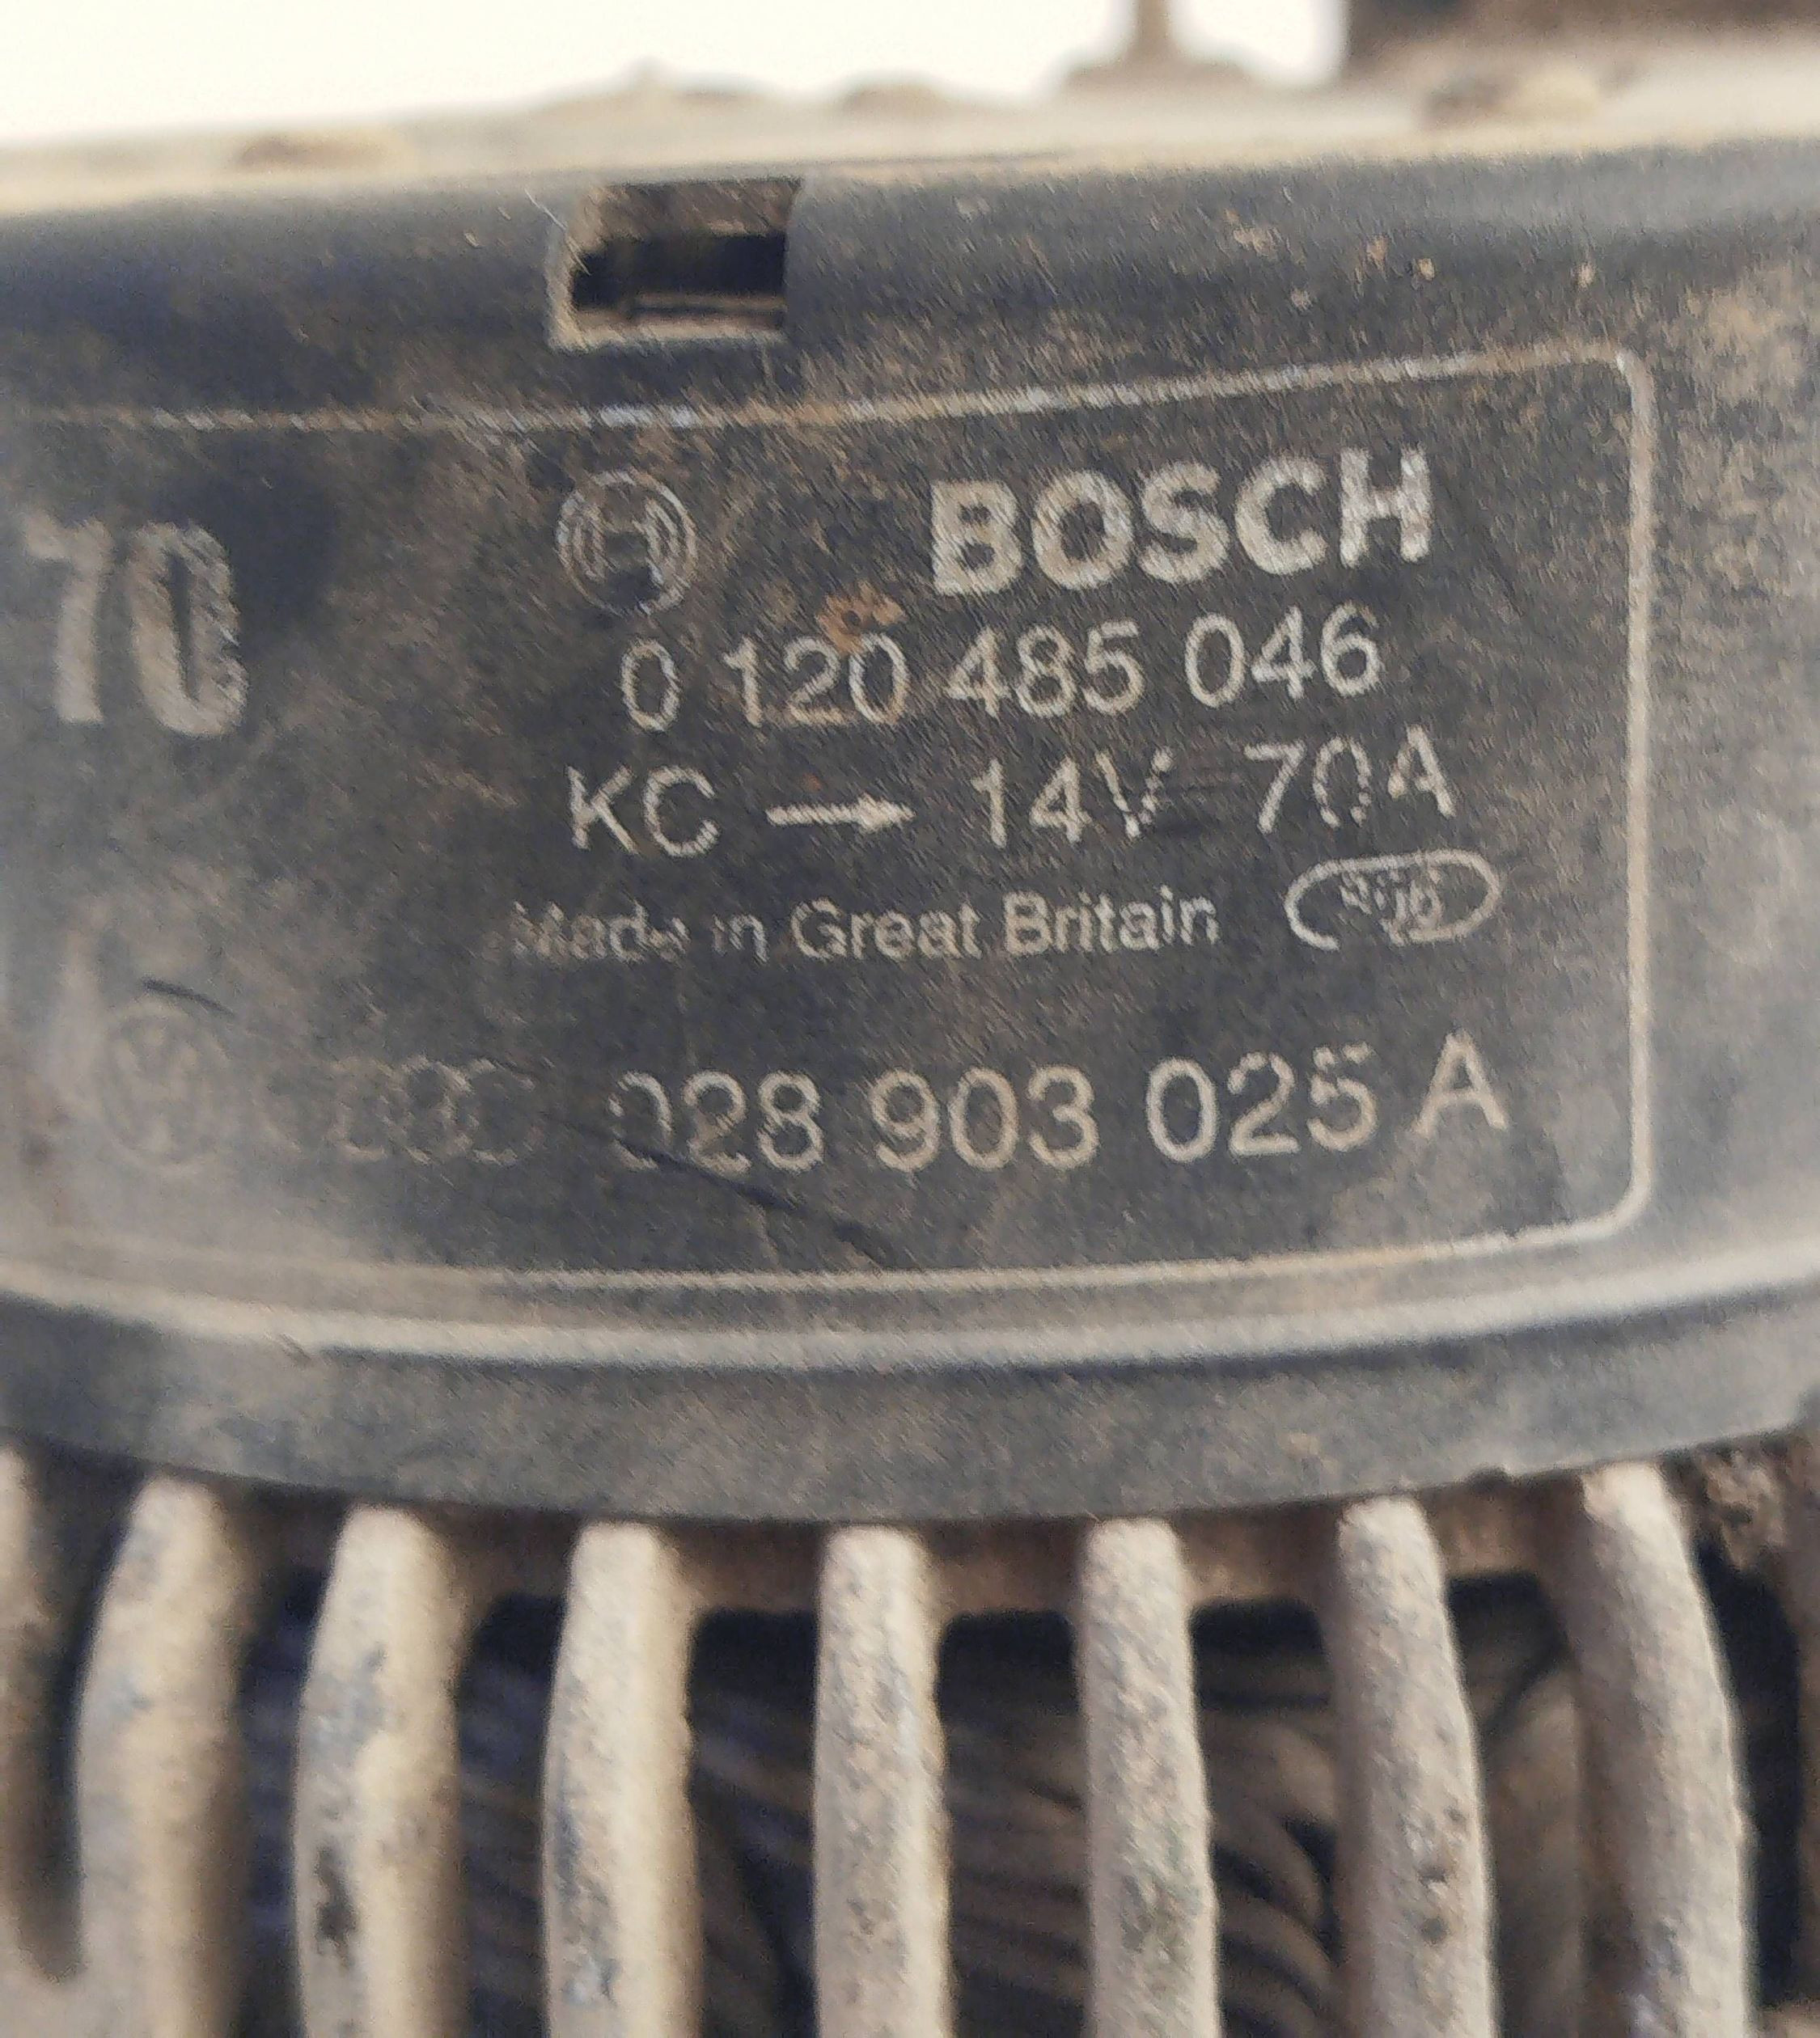 70
BOSCH
0 120 485 046
KC → 14V 70A
Made in Great Britain
028 903 025 A